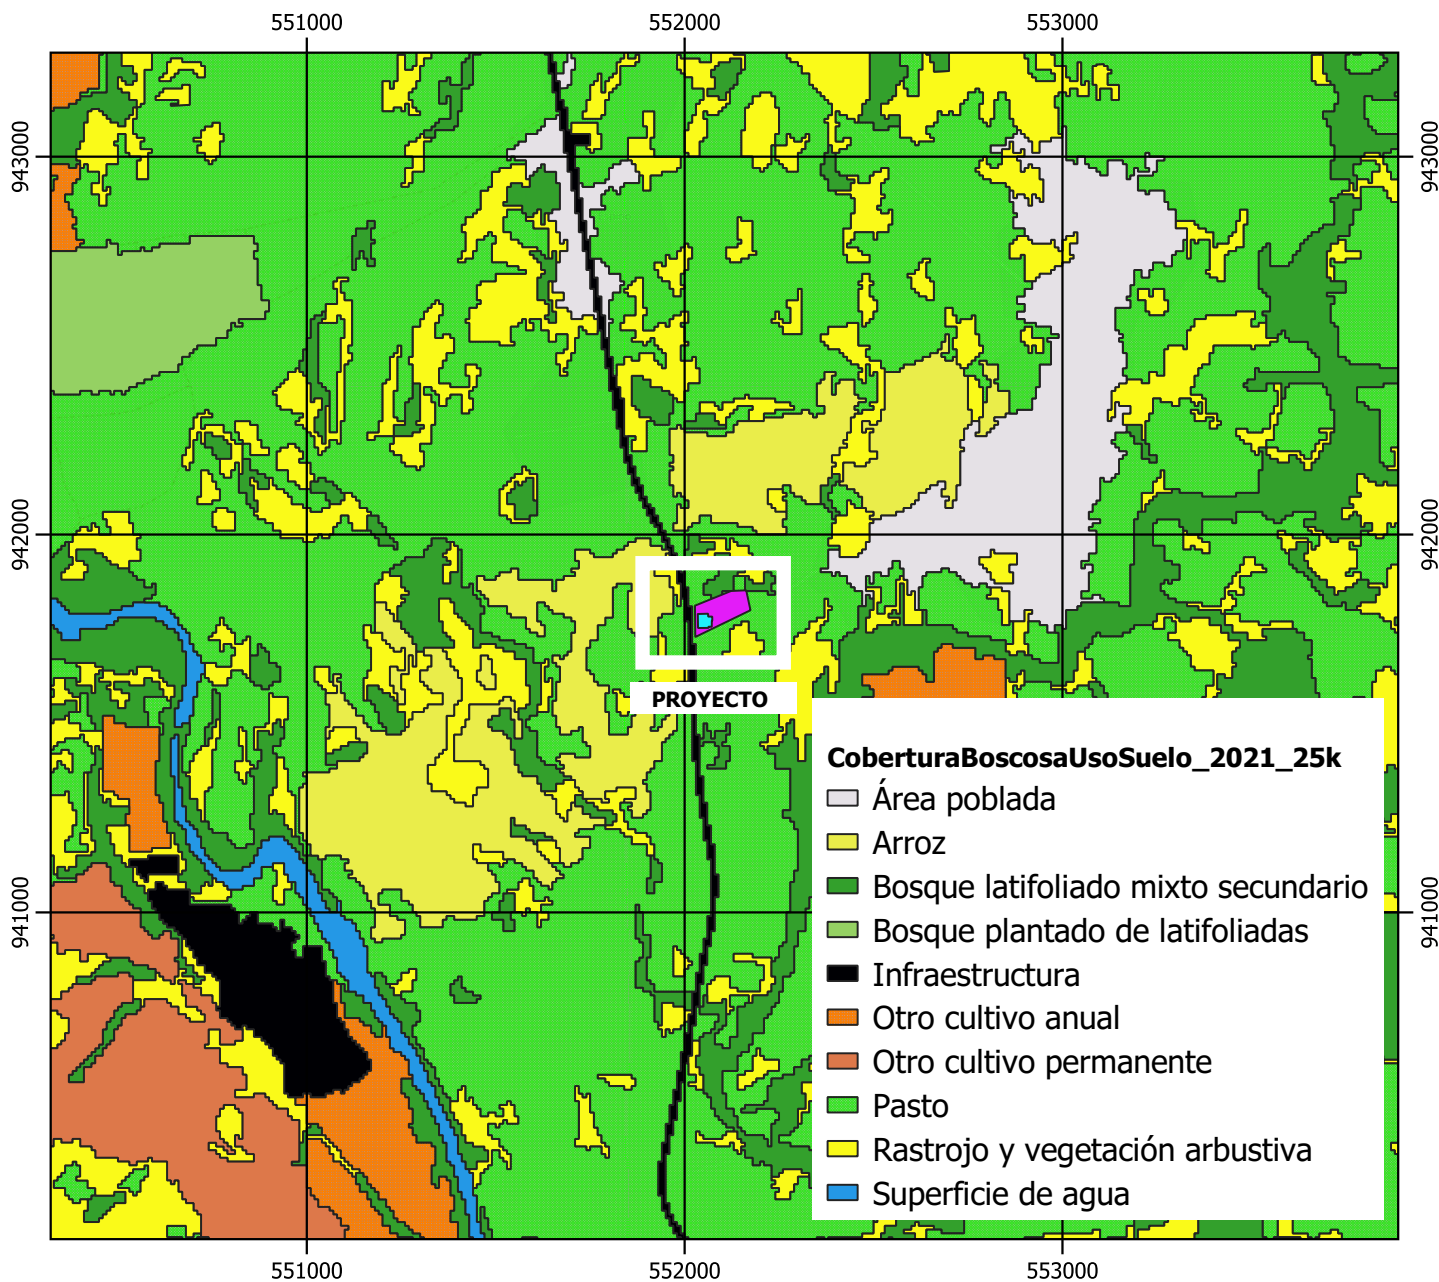 551000
552000
553000
943000
943000
942000
942000
941000
941000
PROYECTO
CoberturaBoscosaUsoSuelo_2021_25k
Área poblada
Arroz
Bosque latifoliado mixto secundario
Bosque plantado de latifoliadas
Infraestructura
Otro cultivo anual
Otro cultivo permanente
Pasto
Rastrojo y vegetación arbustiva
Superficie de agua
551000
552000
553000